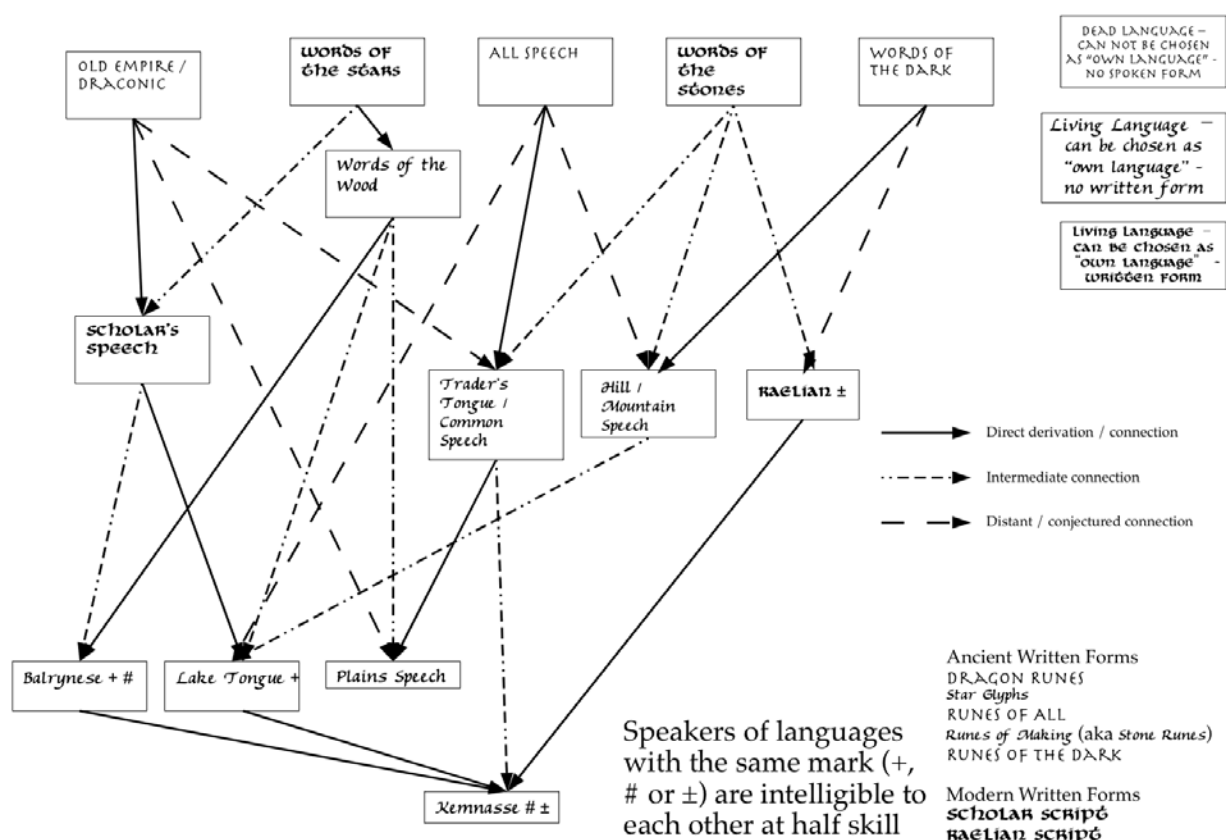 OLD EMPIRE /
DRACONIC
WORDS OF
THE STARS
ALL SPEECH
WORDS OF
THE
STONES
WORDS OF
THE DARK
DEAD LANGUAGE –
CAN NOT BE CHOSEN
AS "OWN LANGUAGE" -
NO SPOKEN FORM
Living Language –
can be chosen as
"own language" -
no written form
Living Language –
can be chosen as
"own language" -
written form
Words of the
Wood
Scholar's
Speech
Trader's
Tongue /
Common
Speech
Hill /
Mountain
Speech
Raelian ±
Direct derivation / connection
Intermediate connection
Distant / conjectured connection
Balrynese + #
Lake Tongue +
Plains Speech
Kemnasse # ±
Speakers of languages
with the same mark (+,
# or ±) are intelligible to
each other at half skill
Ancient Written Forms
DRAGON RUNES
Star Glyphs
RUNES OF ALL
Runes of Making (aka Stone Runes)
RUNES OF THE DARK
Modern Written Forms
Scholar Script
Raelian Script